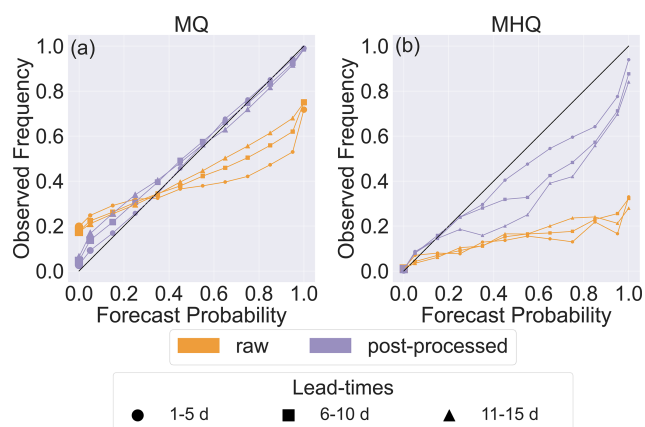 MQ
MHQ
(a)
(b)
1.0
0.8
0.6
0.4
0.2
0.0
Observed Frequency
0.0 0.2 0.4 0.6 0.8 1.0
Forecast Probability
1.0
0.8
0.6
0.4
0.2
0.0
Observed Frequency
0.0 0.2 0.4 0.6 0.8 1.0
Forecast Probability
raw post-processed
Lead-times
1-5 d 6-10 d 11-15 d